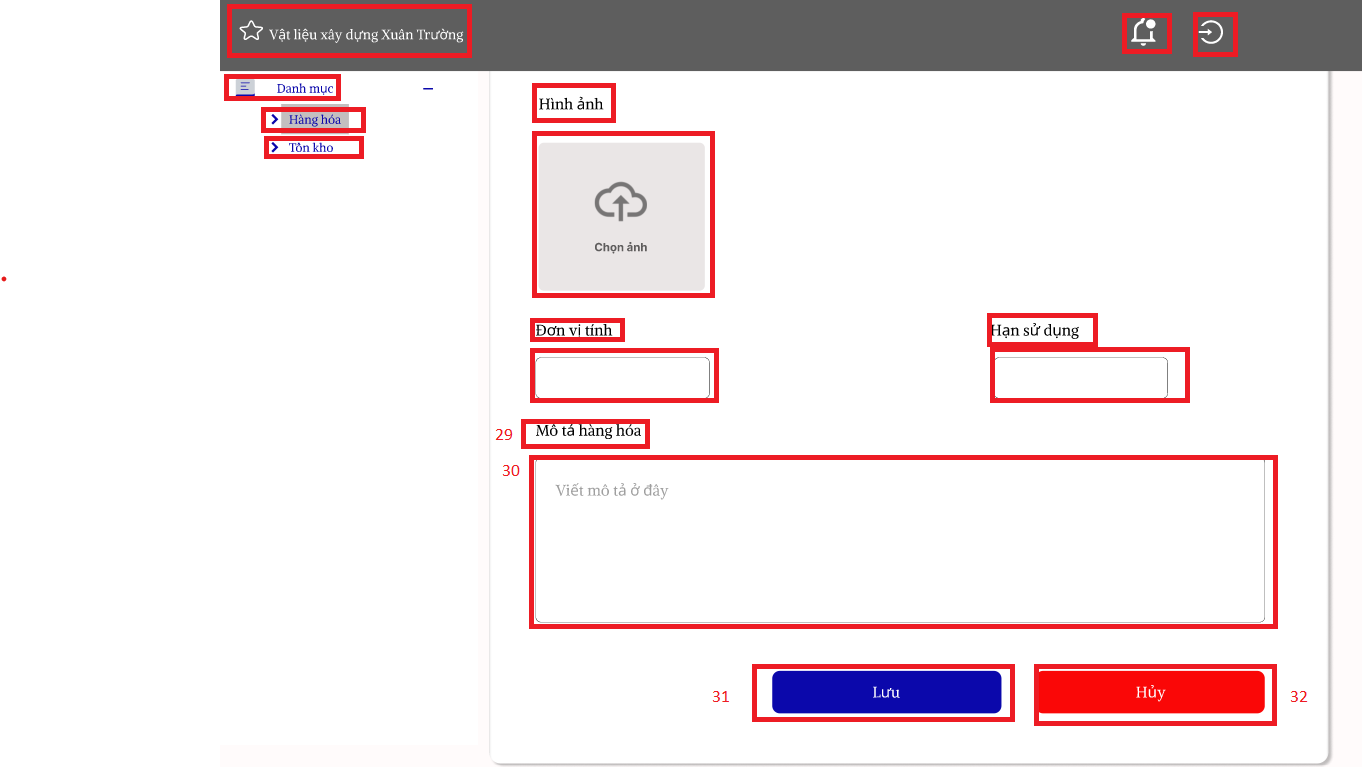 Vật liệu xây dựng Xuân Trường
Danh mục
Hàng hóa
Tồn kho
Hình ảnh
Chọn ảnh
Đơn vị tính
Hạn sử dụng
29
Mô tả hàng hóa
30
Viết mô tả ở đây
31
Lưu
Hủy
32